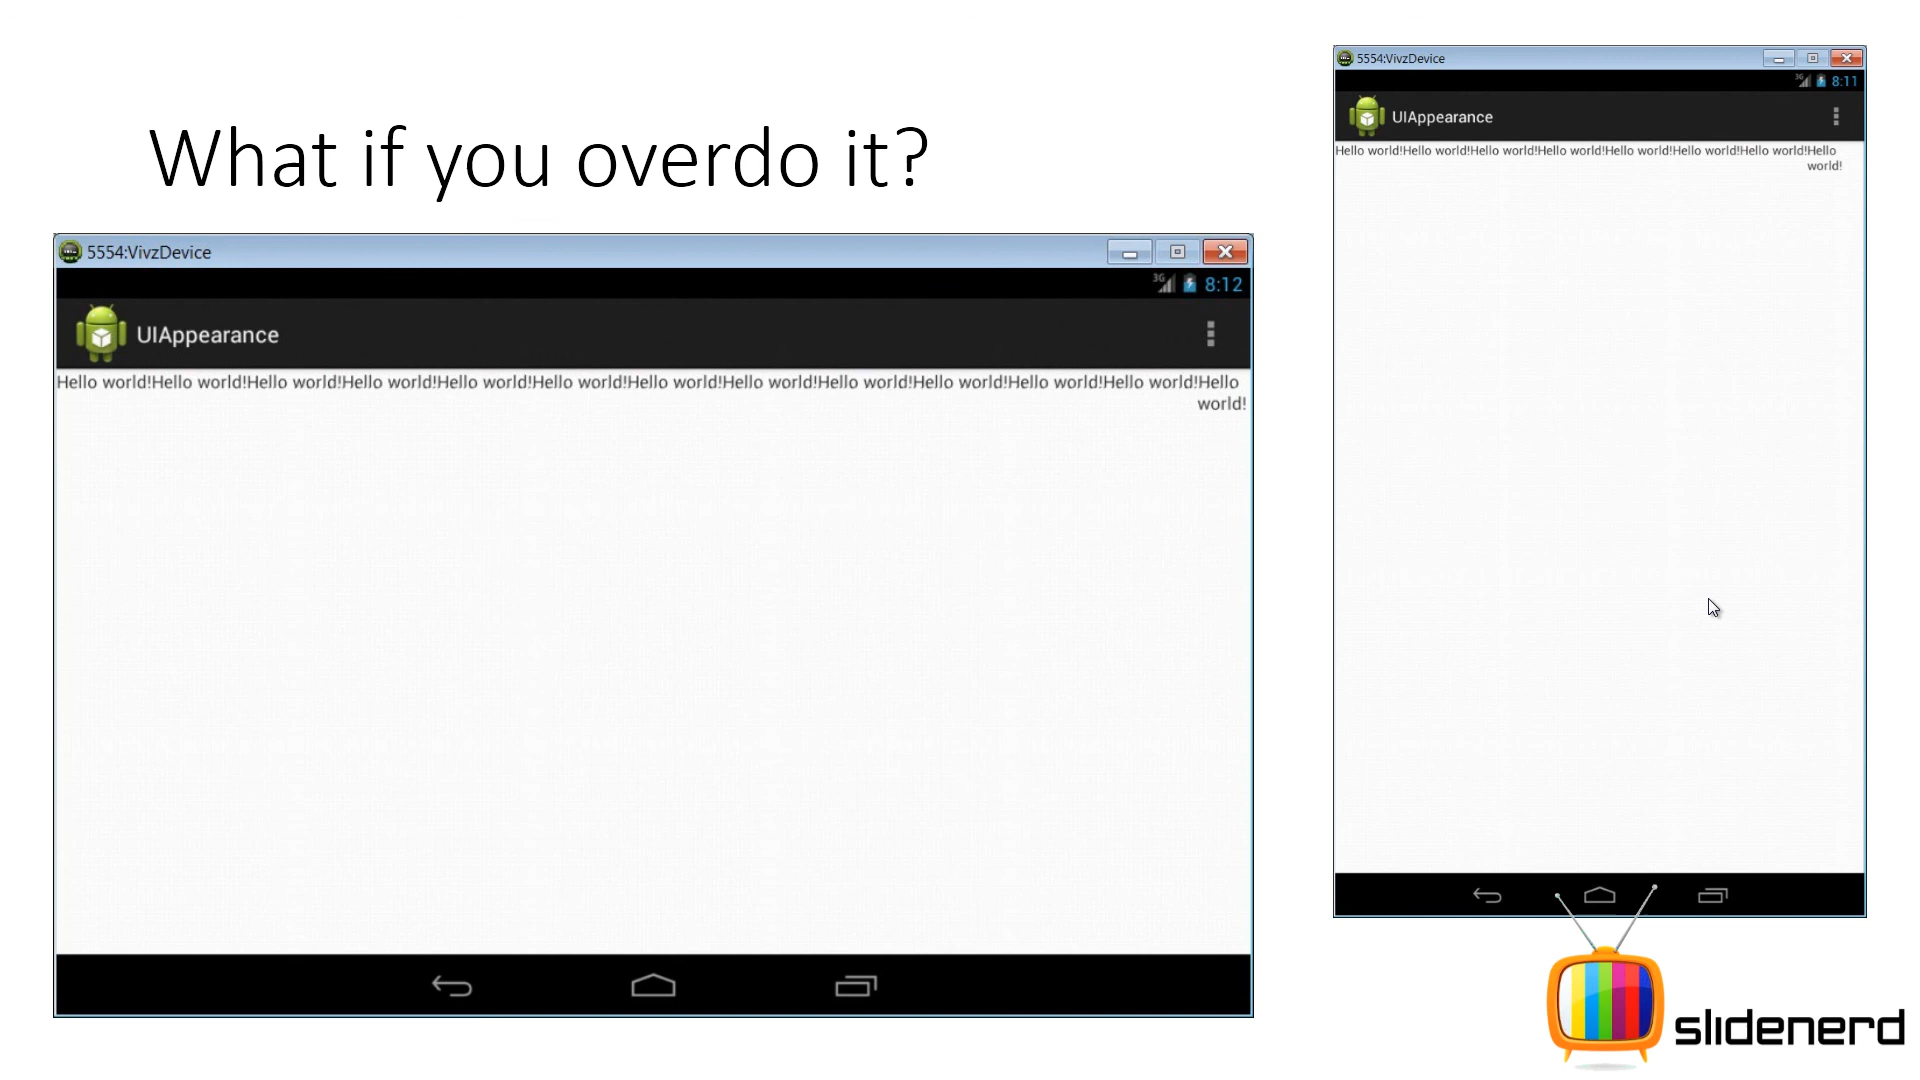 What if you overdo it?
5554:VivzDevice
3G 8:12
UIAppearance
Hello world!Hello world!Hello world!Hello world!Hello world!Hello world!Hello world!Hello world!Hello world!Hello world!Hello world!Hello world!Hello
world!
5554:VivzDevice
3G 8:11
UIAppearance
Hello world!Hello world!Hello world!Hello world!Hello world!Hello world!Hello world!Hello
world!
slidenerd